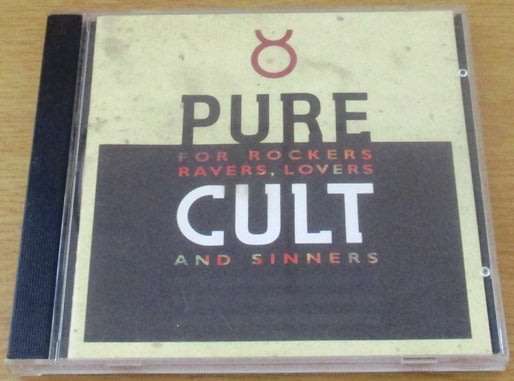 PURE
FOR ROCKERS
RAVERS, LOVERS
CULT
AND SINNERS